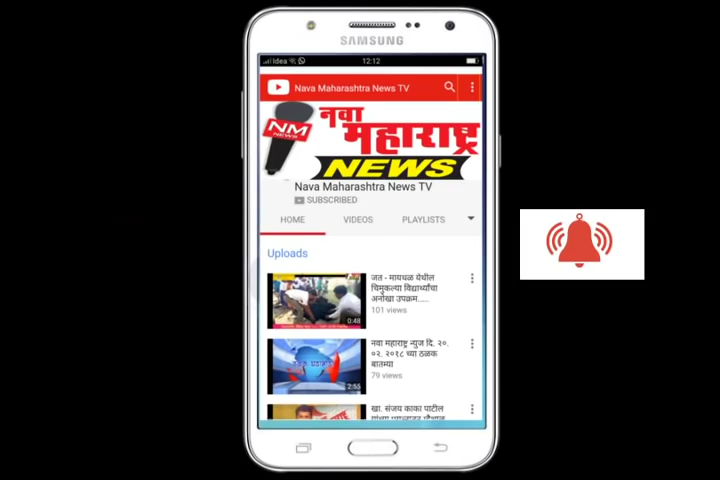 SAMSUNG
Idea
12:12
Nava Maharashtra News TV
NM
NEWS
नवा
महाराष्ट्र
NEWS
Nava Maharashtra News TV
SUBSCRIBED
HOME VIDEOS PLAYLISTS
Uploads
जत - मायथळ येथील
चिमुकल्या विद्यार्थ्यांचा
अनोखा उपक्रम.....
101 views
0:48
नवा महाराष्ट्र न्युज दि. २०.
०२. २०१८ च्या ठळक
बातम्या
79 views
2:55
खा. संजय काका पाटील